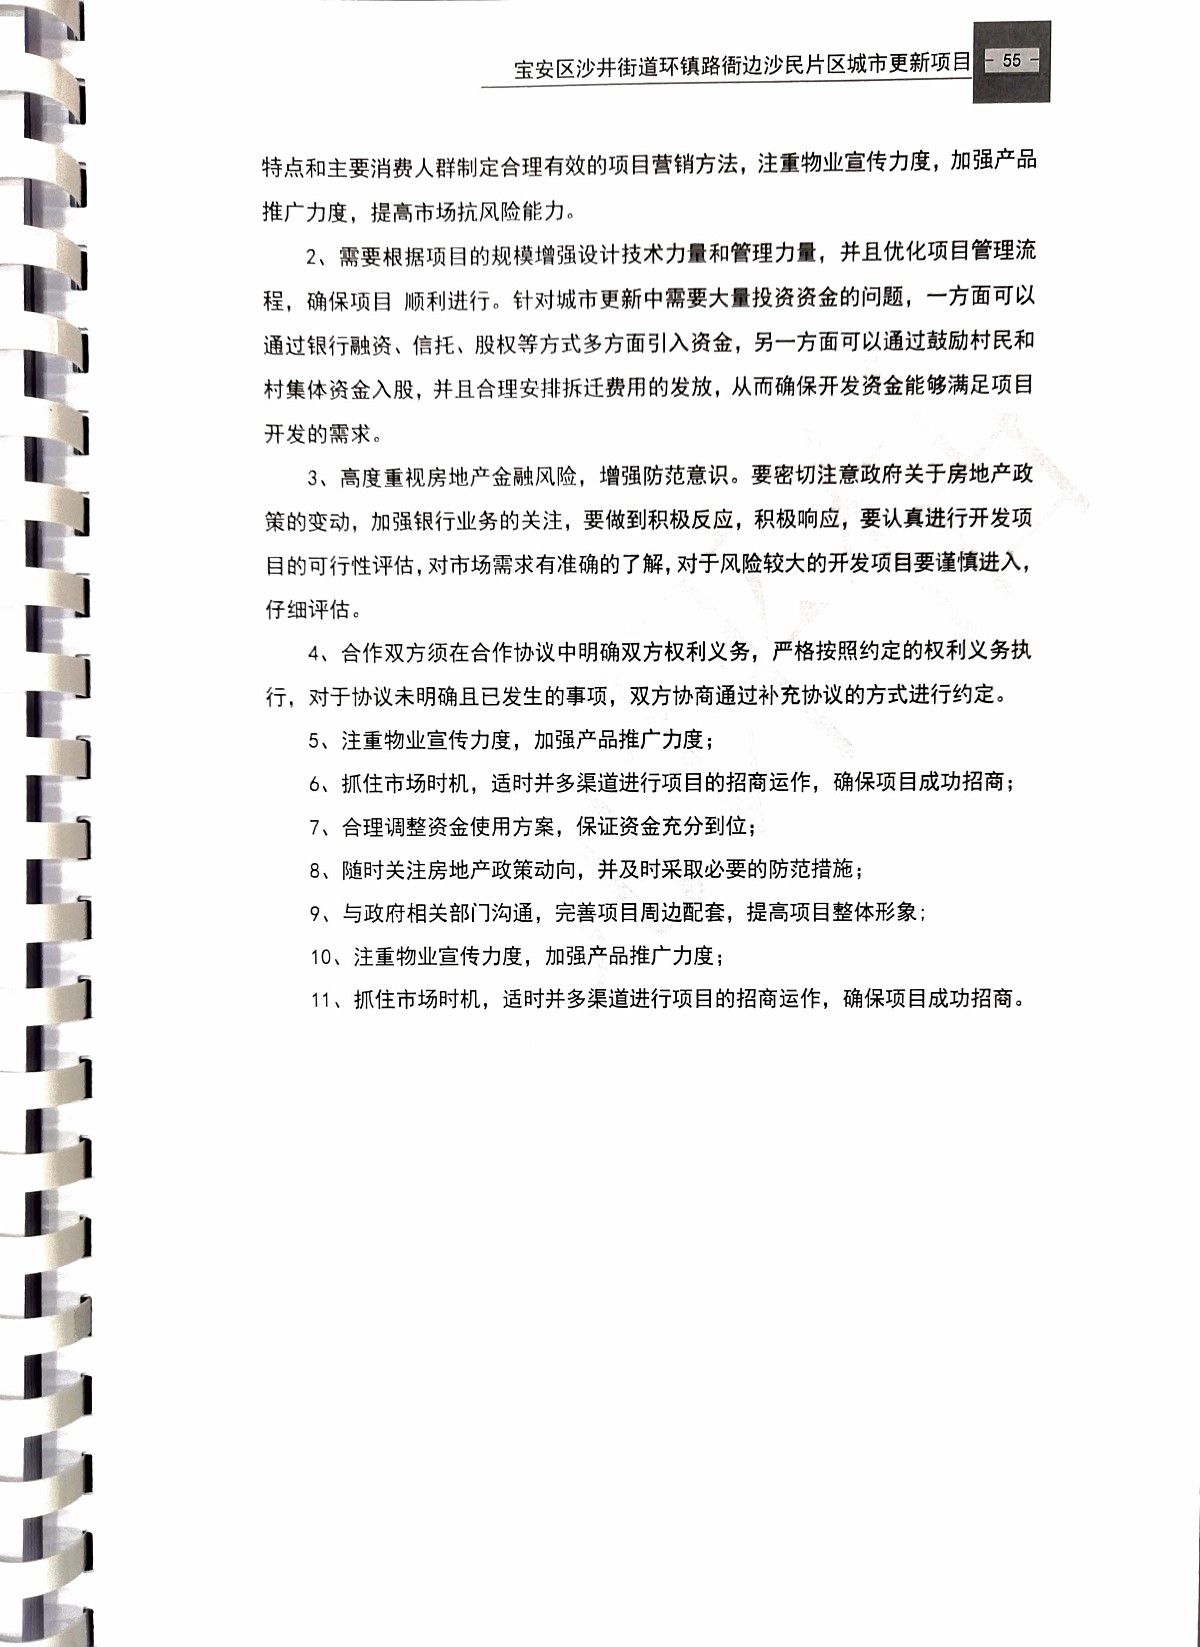 宝安区沙井街道环镇路衙边沙民片区城市更新项目
- 55 -
特点和主要消费人群制定合理有效的项目营销方法，注重物业宣传力度，加强产品
推广力度，提高市场抗风险能力。
2、需要根据项目的规模增强设计技术力量和管理力量，并且优化项目管理流
程，确保项目 顺利进行。针对城市更新中需要大量投资资金的问题，一方面可以
通过银行融资、信托、股权等方式多方面引入资金，另一方面可以通过鼓励村民和
村集体资金入股，并且合理安排拆迁费用的发放，从而确保开发资金能够满足项目
开发的需求。
3、高度重视房地产金融风险，增强防范意识。要密切注意政府关于房地产政
策的变动，加强银行业务的关注，要做到积极反应，积极响应，要认真进行开发项
目的可行性评估，对市场需求有准确的了解，对于风险较大的开发项目要谨慎进入，
仔细评估。
4、合作双方须在合作协议中明确双方权利义务，严格按照约定的权利义务执
行，对于协议未明确且已发生的事项，双方协商通过补充协议的方式进行约定。
5、注重物业宣传力度，加强产品推广力度；
6、抓住市场时机，适时并多渠道进行项目的招商运作，确保项目成功招商；
7、合理调整资金使用方案，保证资金充分到位；
8、随时关注房地产政策动向，并及时采取必要的防范措施；
9、与政府相关部门沟通，完善项目周边配套，提高项目整体形象；
10、注重物业宣传力度，加强产品推广力度；
11、抓住市场时机，适时并多渠道进行项目的招商运作，确保项目成功招商。